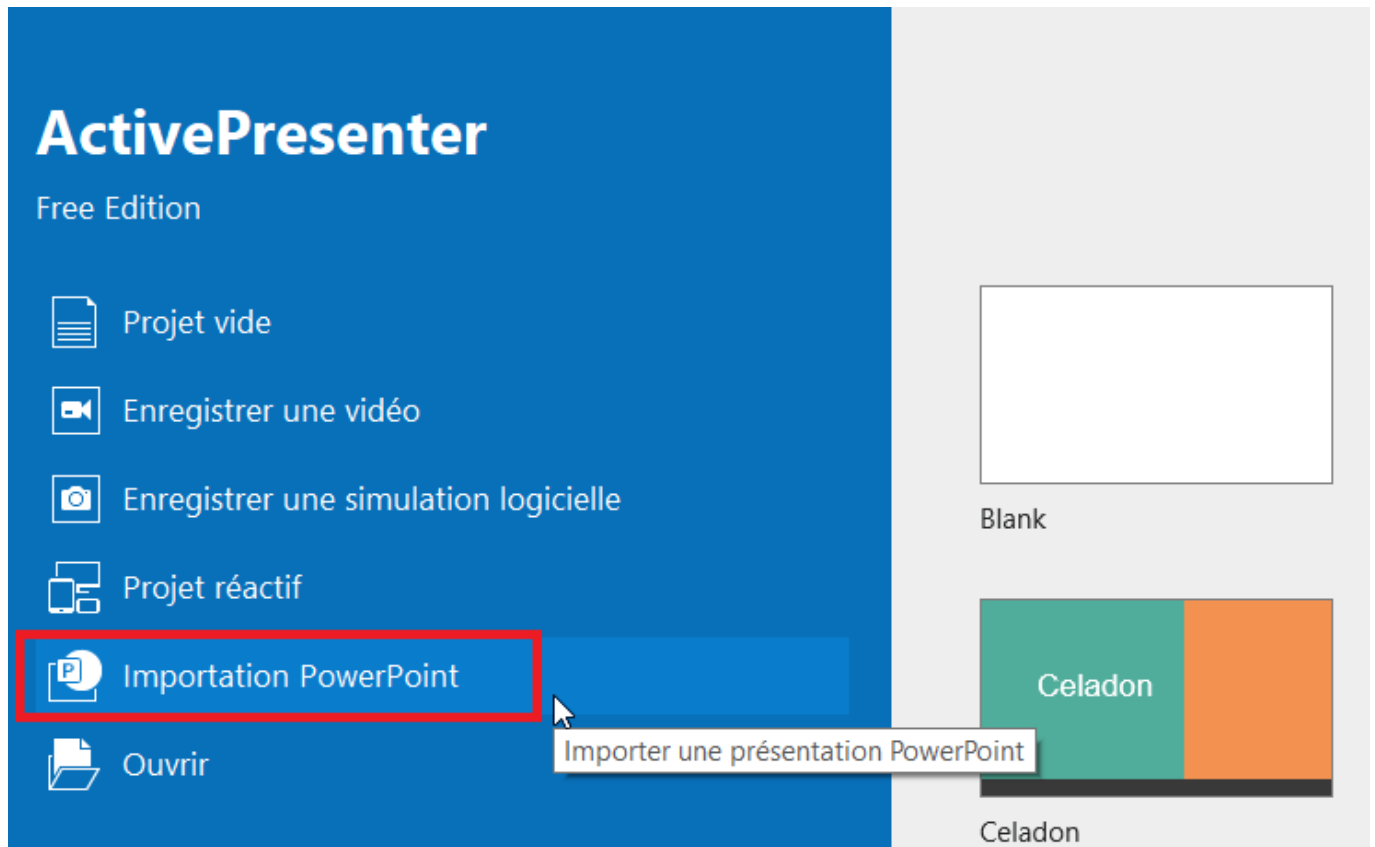 ActivePresenter
Free Edition
Projet vide
Enregistrer une vidéo
Enregistrer une simulation logicielle
Projet réactif
Importation PowerPoint
Importer une présentation PowerPoint
Ouvrir
Blank
Celadon
Celadon